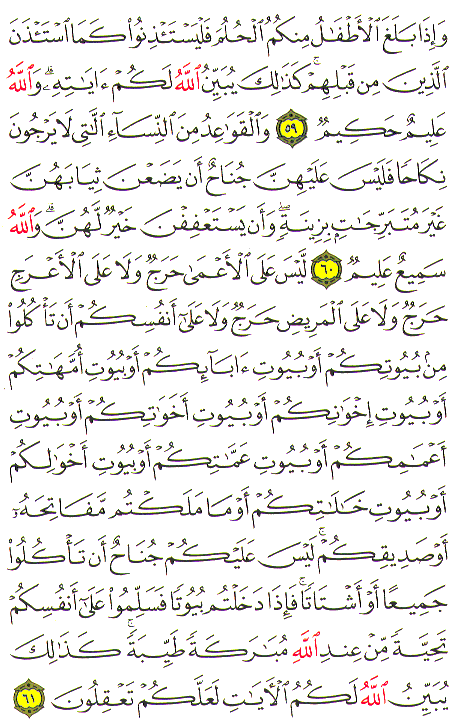 وَإِذَا بَلَغَ ٱلْأَطْفَٰلُ مِنكُمُ ٱلْحُلُمَ فَلْيَسْتَـْٔذِنُوا۟ كَمَا ٱسْتَـْٔذَنَ
ٱلَّذِينَ مِن قَبْلِهِمْ ۚ كَذَٰلِكَ يُبَيِّنُ ٱللَّهُ لَكُمْ ءَايَٰتِهِۦ ۗ وَٱللَّهُ
عَلِيمٌ حَكِيمٌ ٥٩ وَٱلْقَوَٰعِدُ مِنَ ٱلنِّسَآءِ ٱلَّٰتِى لَا يَرْجُونَ
نِكَاحًا فَلَيْسَ عَلَيْهِنَّ جُنَاحٌ أَن يَضَعْنَ ثِيَابَهُنَّ
غَيْرَ مُتَبَرِّجَٰتٍۭ بِزِينَةٍ ۖ وَأَن يَسْتَعْفِفْنَ خَيْرٌ لَّهُنَّ ۗ وَٱللَّهُ
سَمِيعٌ عَلِيمٌ ٦٠ لَّيْسَ عَلَى ٱلْأَعْمَىٰ حَرَجٌ وَلَا عَلَى ٱلْأَعْرَجِ
حَرَجٌ وَلَا عَلَى ٱلْمَرِيضِ حَرَجٌ وَلَا عَلَىٰٓ أَنفُسِكُمْ أَن تَأْكُلُوا۟
مِنۢ بُيُوتِكُمْ أَوْ بُيُوتِ ءَابَآئِكُمْ أَوْ بُيُوتِ أُمَّهَٰتِكُمْ
أَوْ بُيُوتِ إِخْوَٰنِكُمْ أَوْ بُيُوتِ أَخَوَٰتِكُمْ أَوْ بُيُوتِ
أَعْمَٰمِكُمْ أَوْ بُيُوتِ عَمَّٰتِكُمْ أَوْ بُيُوتِ أَخْوَٰلِكُمْ
أَوْ بُيُوتِ خَٰلَٰتِكُمْ أَوْ مَا مَلَكْتُم مَّفَاتِحَهُۥٓ
أَوْ صَدِيقِكُمْ ۚ لَيْسَ عَلَيْكُمْ جُنَاحٌ أَن تَأْكُلُوا۟
جَمِيعًا أَوْ أَشْتَاتًا ۚ فَإِذَا دَخَلْتُم بُيُوتًا فَسَلِّمُوا۟ عَلَىٰٓ أَنفُسِكُمْ
تَحِيَّةً مِّنْ عِندِ ٱللَّهِ مُبَٰرَكَةً طَيِّبَةً ۚ كَذَٰلِكَ
يُبَيِّنُ ٱللَّهُ لَكُمُ ٱلْأَيَٰتِ لَعَلَّكُمْ تَعْقِلُونَ ٦١